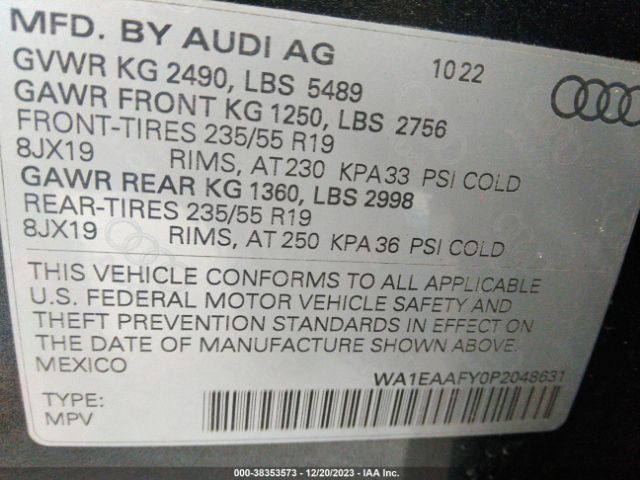 MFD. BY AUDI AG 1022
GVWR KG 2490, LBS 5489
GAWR FRONT KG 1250, LBS 2756
FRONT-TIRES 235/55 R19
8JX19 RIMS, AT 230 KPA 33 PSI COLD
GAWR REAR KG 1360, LBS 2998
REAR-TIRES 235/55 R19
8JX19 RIMS, AT 250 KPA 36 PSI COLD
THIS VEHICLE CONFORMS TO ALL APPLICABLE
U.S. FEDERAL MOTOR VEHICLE SAFETY AND
THEFT PREVENTION STANDARDS IN EFFECT ON
THE DATE OF MANUFACTURE SHOWN ABOVE.
MEXICO
WA1EAAFY0P2048631
TYPE:
MPV
000-38353573 - 12/20/2023 - IAA Inc.